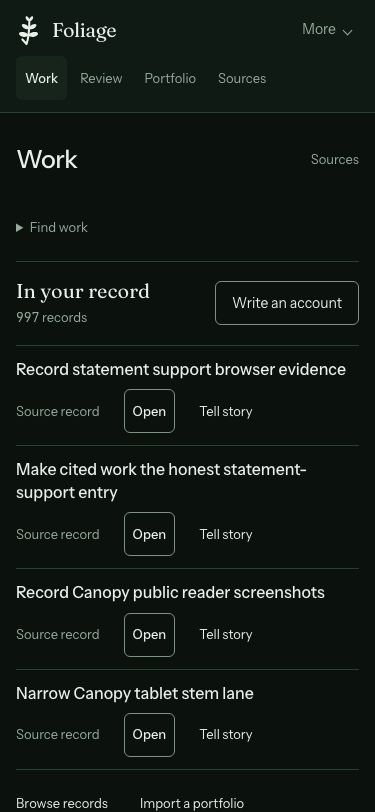 Foliage
More
Work
Review
Portfolio
Sources
Work
Sources
Find work
In your record
997 records
Write an account
Record statement support browser evidence
Source record
Open
Tell story
Make cited work the honest statement-
support entry
Source record
Open
Tell story
Record Canopy public reader screenshots
Source record
Open
Tell story
Narrow Canopy tablet stem lane
Source record
Open
Tell story
Browse records
Import a portfolio